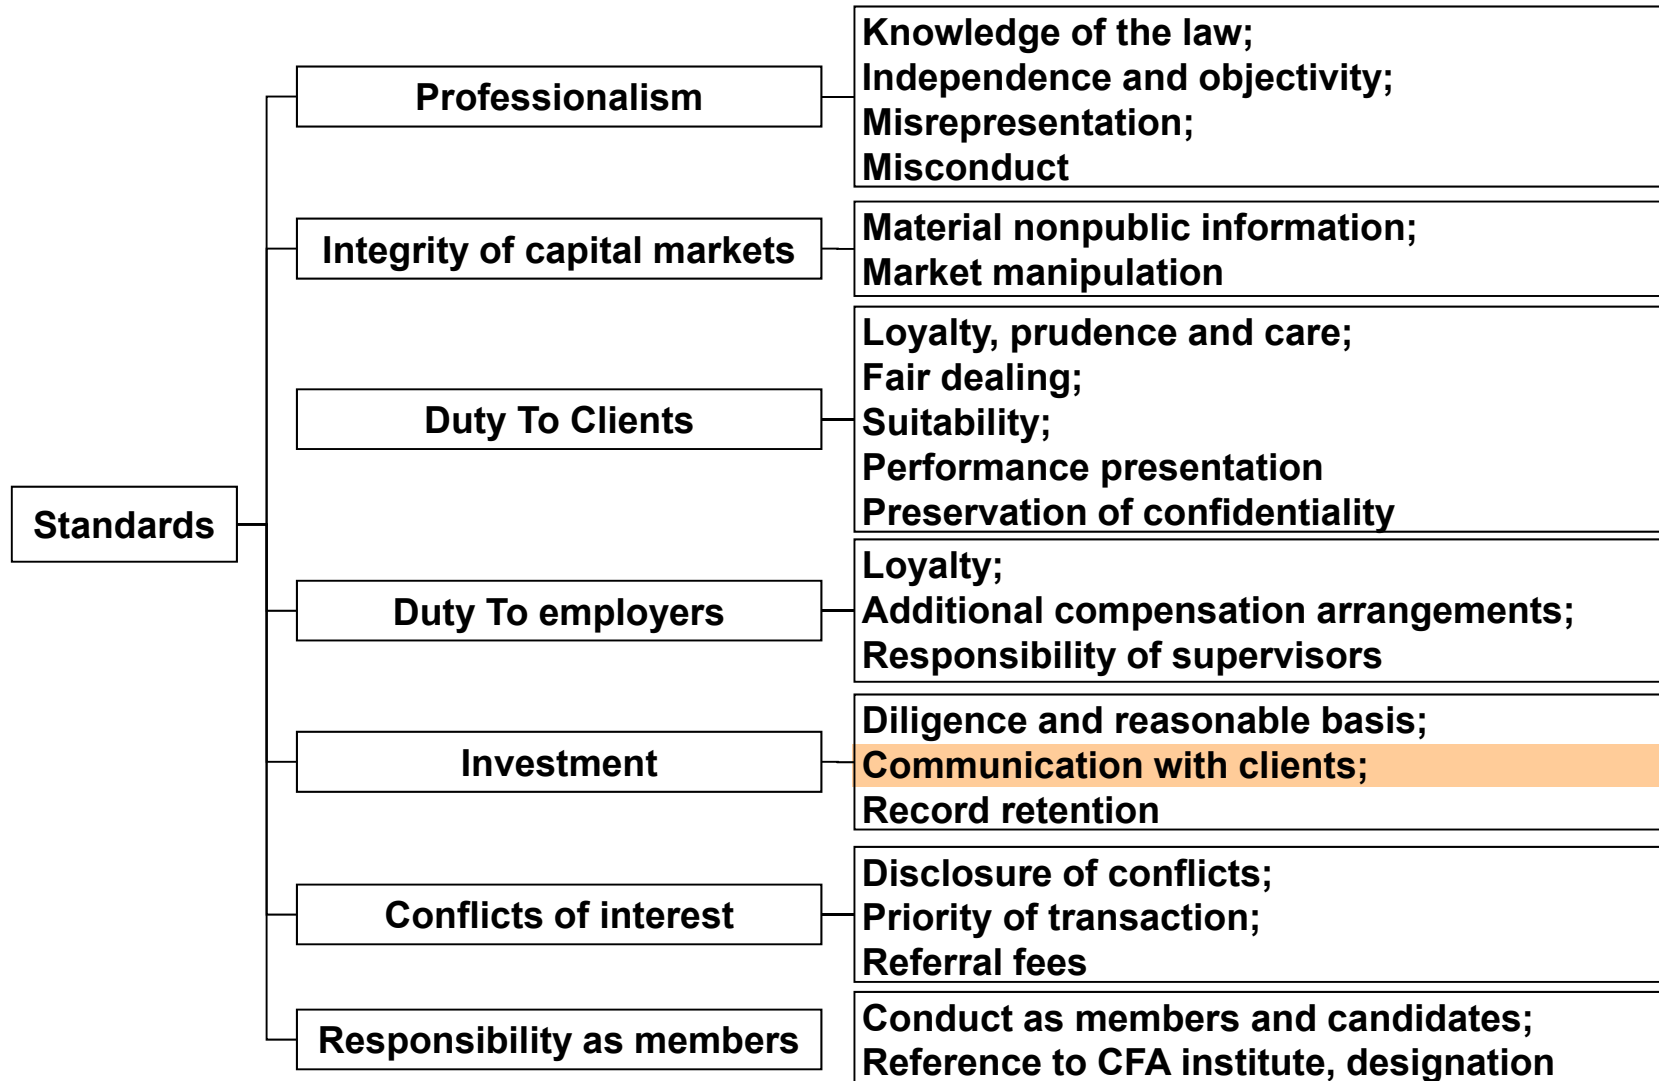 Standards
Professionalism
Knowledge of the law;
Independence and objectivity;
Misrepresentation;
Misconduct
Integrity of capital markets
Material nonpublic information;
Market manipulation
Duty To Clients
Loyalty, prudence and care;
Fair dealing;
Suitability;
Performance presentation
Preservation of confidentiality
Duty To employers
Loyalty;
Additional compensation arrangements;
Responsibility of supervisors
Investment
Diligence and reasonable basis;
Communication with clients;
Record retention
Conflicts of interest
Disclosure of conflicts;
Priority of transaction;
Referral fees
Responsibility as members
Conduct as members and candidates;
Reference to CFA institute, designation